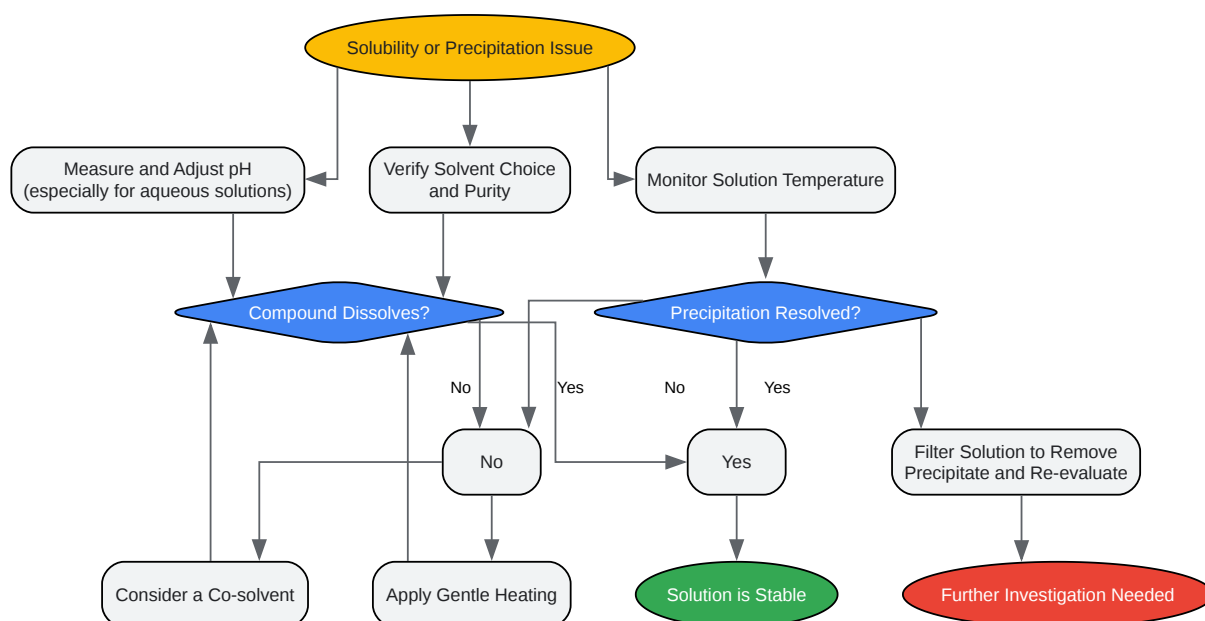 Solubility or Precipitation Issue
Measure and Adjust pH
(especially for aqueous solutions)
Verify Solvent Choice
and Purity
Monitor Solution Temperature
Compound Dissolves?
Precipitation Resolved?
No
Yes
No
Yes
No
Yes
Filter Solution to Remove
Precipitate and Re-evaluate
Consider a Co-solvent
Apply Gentle Heating
Solution is Stable
Further Investigation Needed